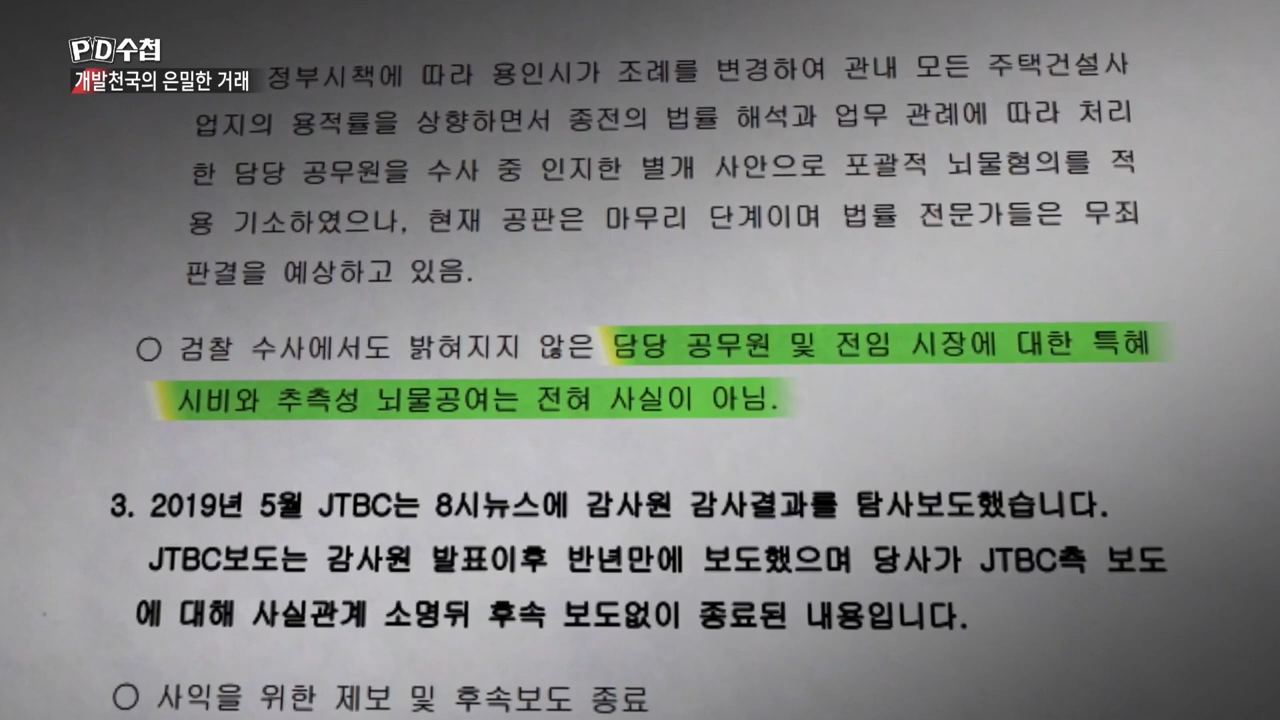 PD수첩
개발천국의 은밀한 거래
정부시책에 따라 용인시가 조례를 변경하여 관내 모든 주택건설사
업지의 용적률을 상향하면서 종전의 법률 해석과 업무 관례에 따라 처리
한 담당 공무원을 수사 중 인지한 별개 사안으로 포괄적 뇌물혐의를 적
용 기소하였으나, 현재 공판은 마무리 단계이며 법률 전문가들은 무죄
판결을 예상하고 있음.
○ 검찰 수사에서도 밝혀지지 않은 담당 공무원 및 전임 시장에 대한 특혜
시비와 추측성 뇌물공여는 전혀 사실이 아님.
3. 2019년 5월 JTBC는 8시뉴스에 감사원 감사결과를 탐사보도했습니다.
JTBC보도는 감사원 발표이후 반년만에 보도했으며 당사가 JTBC측 보도
에 대해 사실관계 소명뒤 후속 보도없이 종료된 내용입니다.
○ 사익을 위한 제보 및 후속보도 종료